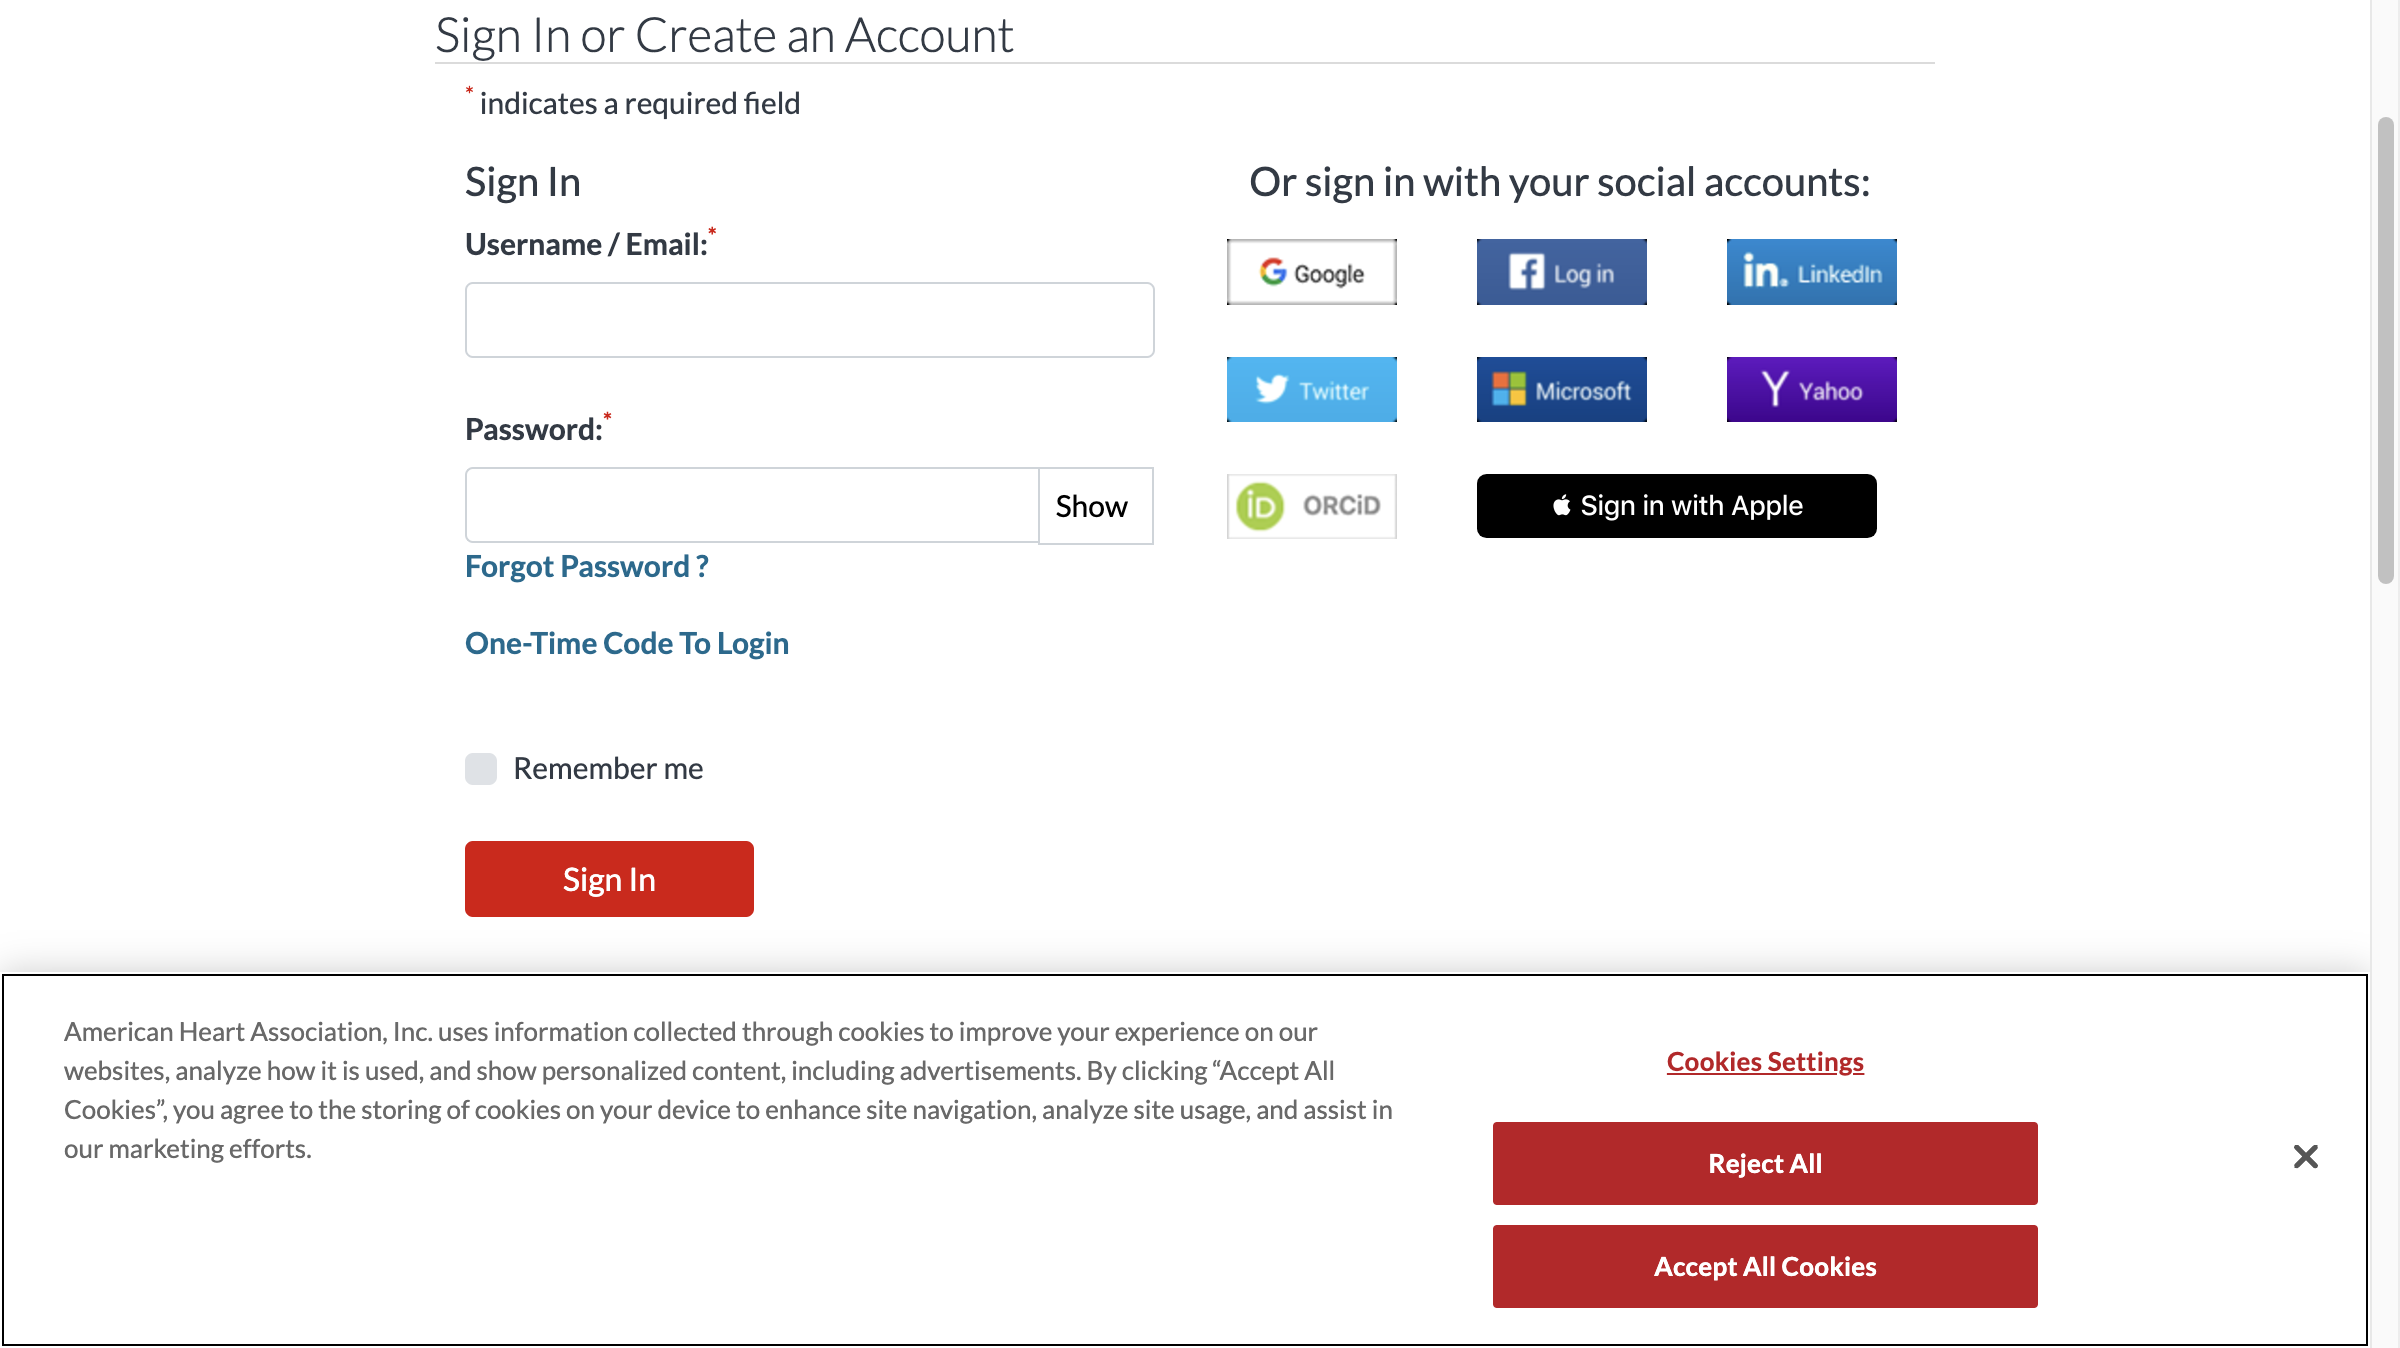 Sign In or Create an Account
* indicates a required field
Sign In
Username / Email:*
Password:*
Show
Forgot Password ?
One-Time Code To Login
Remember me
Sign In
Or sign in with your social accounts:
Google
Log in
LinkedIn
Twitter
Microsoft
Yahoo
iD ORCiD
Sign in with Apple
American Heart Association, Inc. uses information collected through cookies to improve your experience on our
websites, analyze how it is used, and show personalized content, including advertisements. By clicking “Accept All
Cookies”, you agree to the storing of cookies on your device to enhance site navigation, analyze site usage, and assist in
our marketing efforts.
Cookies Settings
Reject All
Accept All Cookies